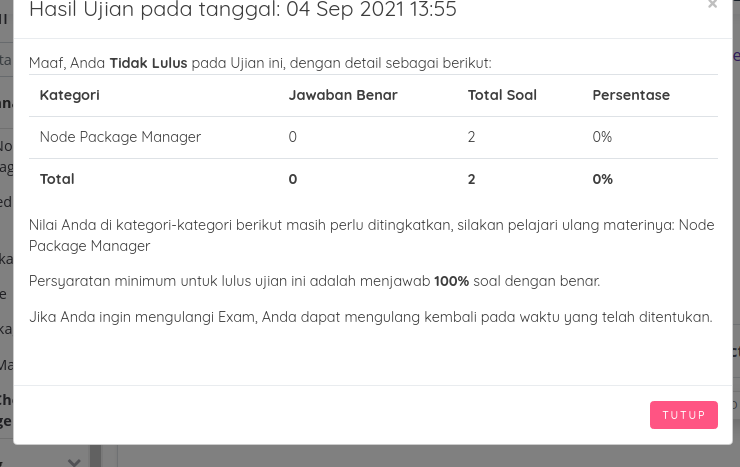 Hasil Ujian pada tanggal: 04 Sep 2021 13:55
×
Maaf, Anda Tidak Lulus pada Ujian ini, dengan detail sebagai berikut:
Kategori Jawaban Benar Total Soal Persentase
Node Package Manager 0 2 0%
Total 0 2 0%
Nilai Anda di kategori-kategori berikut masih perlu ditingkatkan, silakan pelajari ulang materinya: Node
Package Manager
Persyaratan minimum untuk lulus ujian ini adalah menjawab 100% soal dengan benar.
Jika Anda ingin mengulangi Exam, Anda dapat mengulang kembali pada waktu yang telah ditentukan.
TUTUP